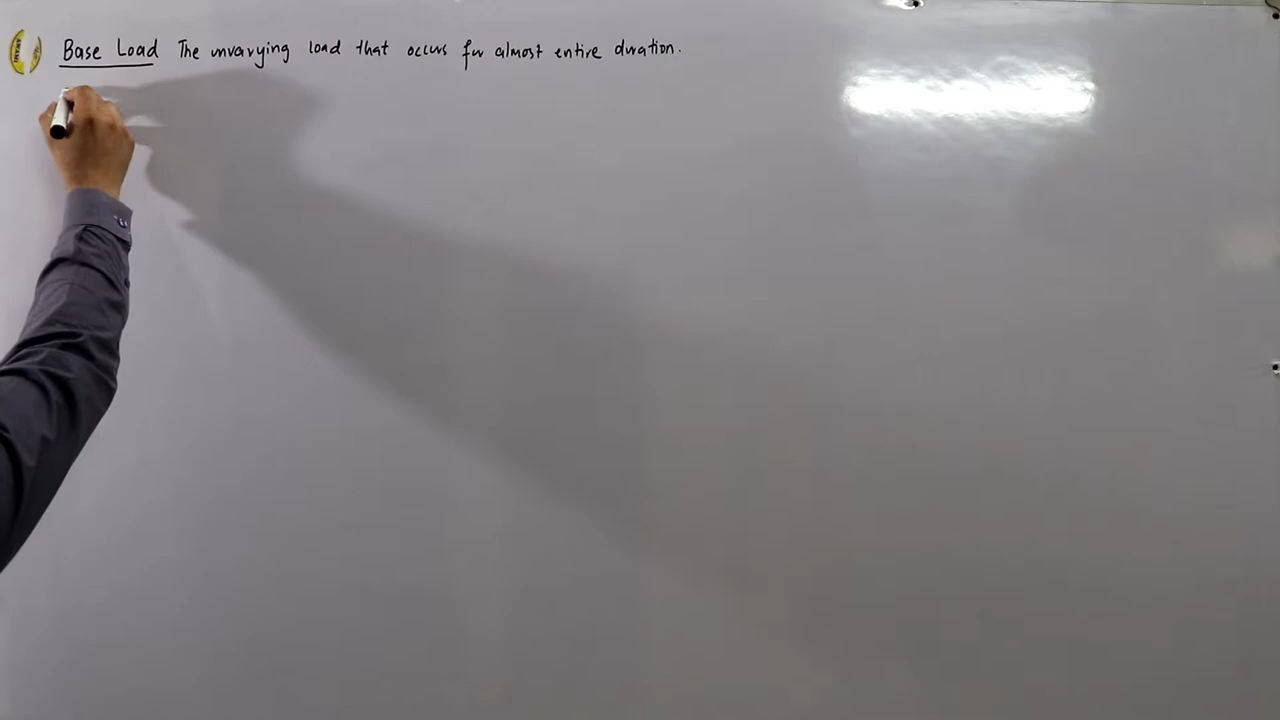 Base Load The unvarying load that occurs for almost entire duration.